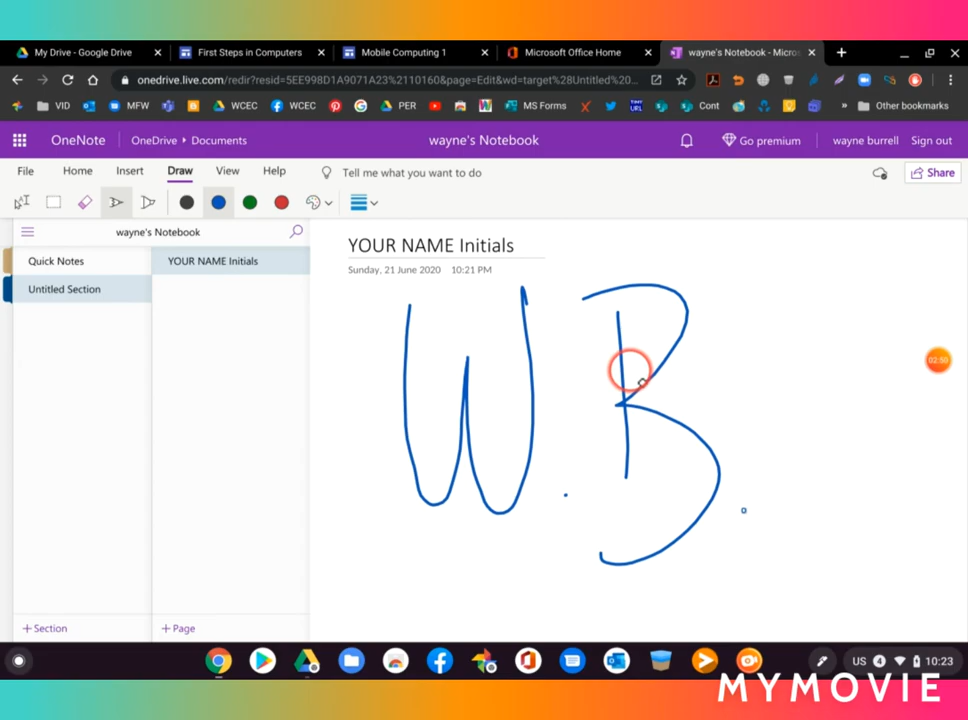 My Drive - Google Drive
First Steps in Computers
Mobile Computing 1
Microsoft Office Home
wayne's Notebook - Micros
onedrive.live.com/redir?resid=5EE998D1A9071A23%2110160&page=Edit&wd=target%28Untitled%20...
VID
MFW
WCEC
WCEC
PER
MS Forms
TINY URL
Cont
»
Other bookmarks
OneNote
OneDrive › Documents
wayne's Notebook
Go premium
wayne burrell
Sign out
File
Home
Insert
Draw
View
Help
Tell me what you want to do
Share
wayne's Notebook
Quick Notes
Untitled Section
YOUR NAME Initials
YOUR NAME Initials
Sunday, 21 June 2020 10:21 PM
W.B.
02:50
+ Section
+ Page
US
4
10:23
MYMOVIE